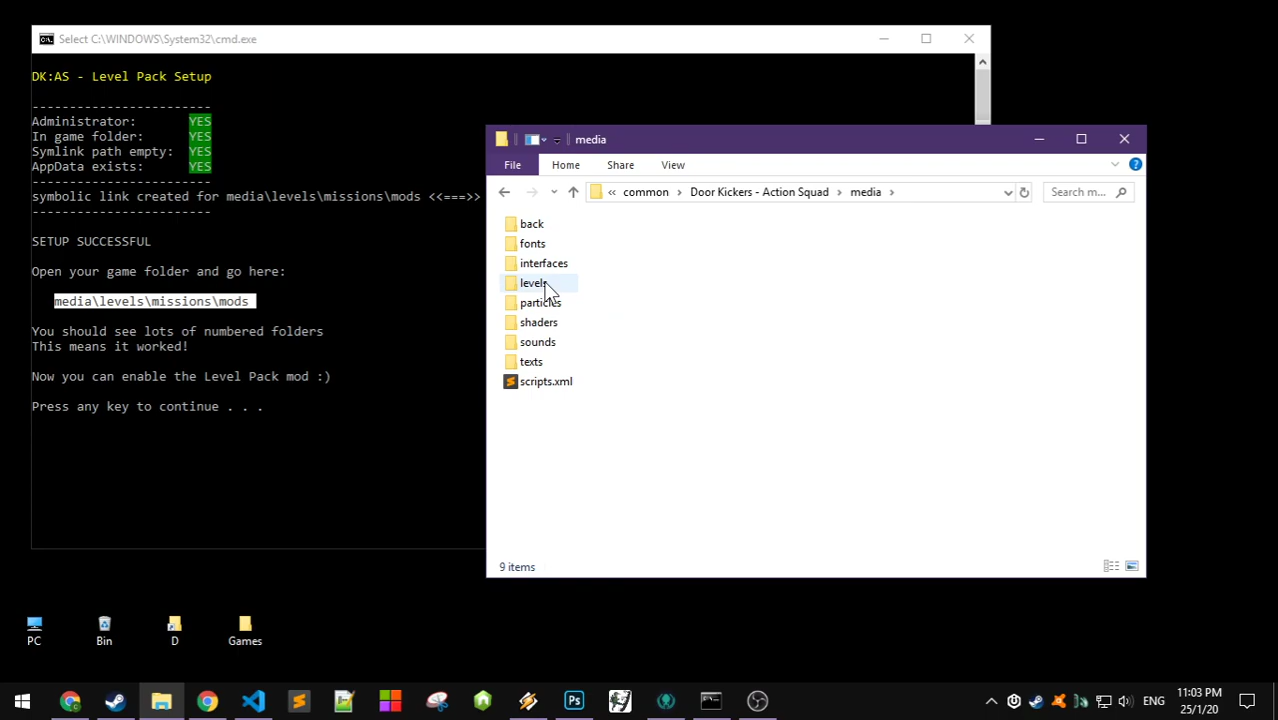 Select C:\WINDOWS\System32\cmd.exe
DK:AS - Level Pack Setup
------------------------
Administrator: YES
In game folder: YES
Symlink path empty: YES
AppData exists: YES
------------------------
symbolic link created for media\levels\missions\mods <<===>>
------------------------
SETUP SUCCESSFUL
Open your game folder and go here:
media\levels\missions\mods
You should see lots of numbered folders
This means it worked!
Now you can enable the Level Pack mod :)
Press any key to continue . . .
media
File Home Share View
« common › Door Kickers - Action Squad › media ›
Search m...
back
fonts
interfaces
levels
particles
shaders
sounds
texts
scripts.xml
9 items
PC Bin D Games
Ps
ENG
11:03 PM
25/1/20